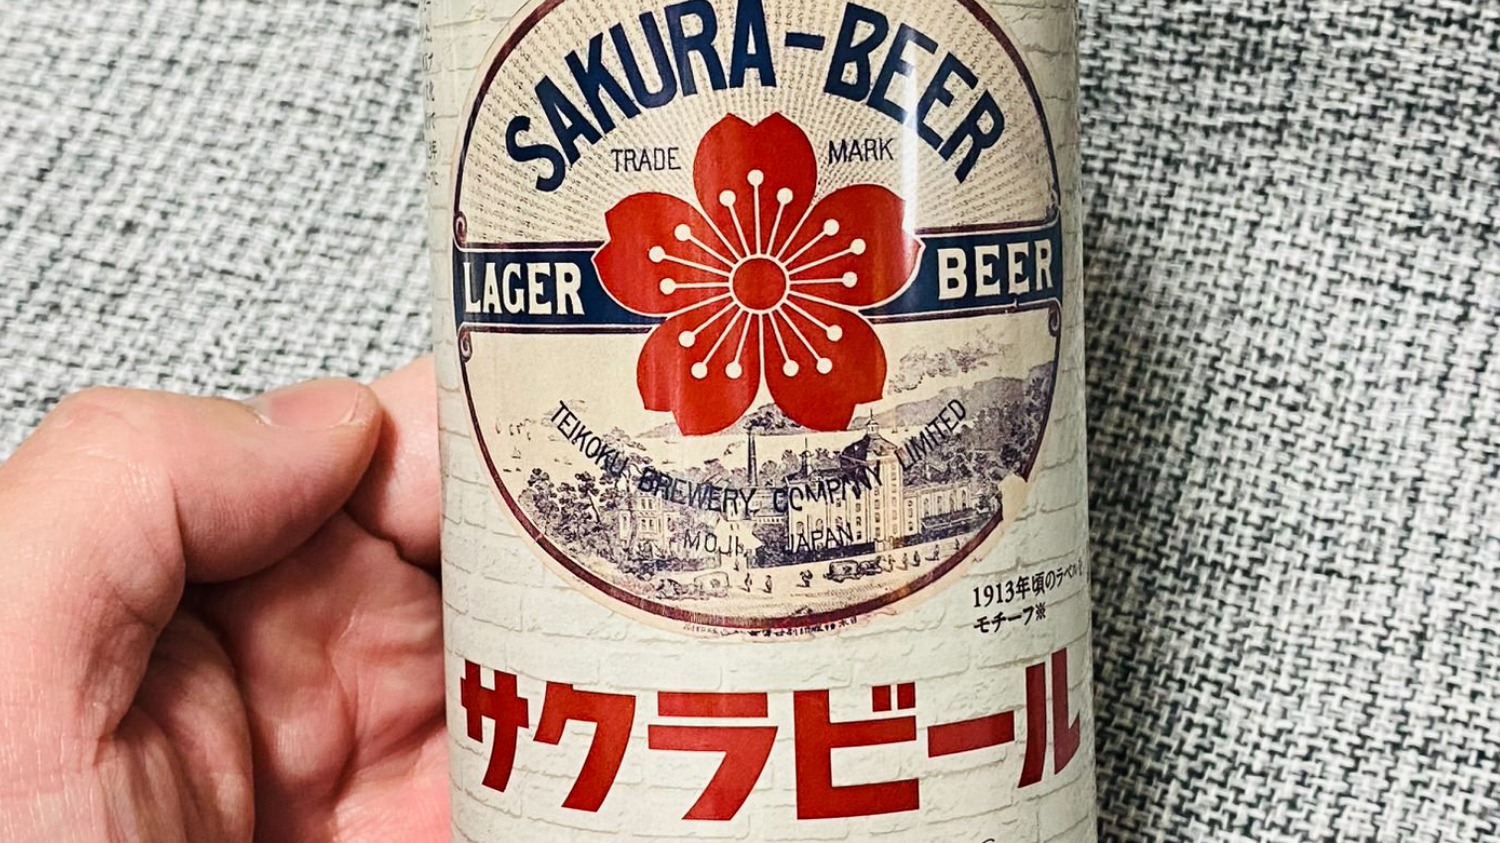 SAKURA-BEER
TRADE MARK
LAGER BEER
TEIKOKU BREWERY COMPANY LIMITED
MOJI, JAPAN.
1913年頃のラベルを
モチーフ※
サクラビール